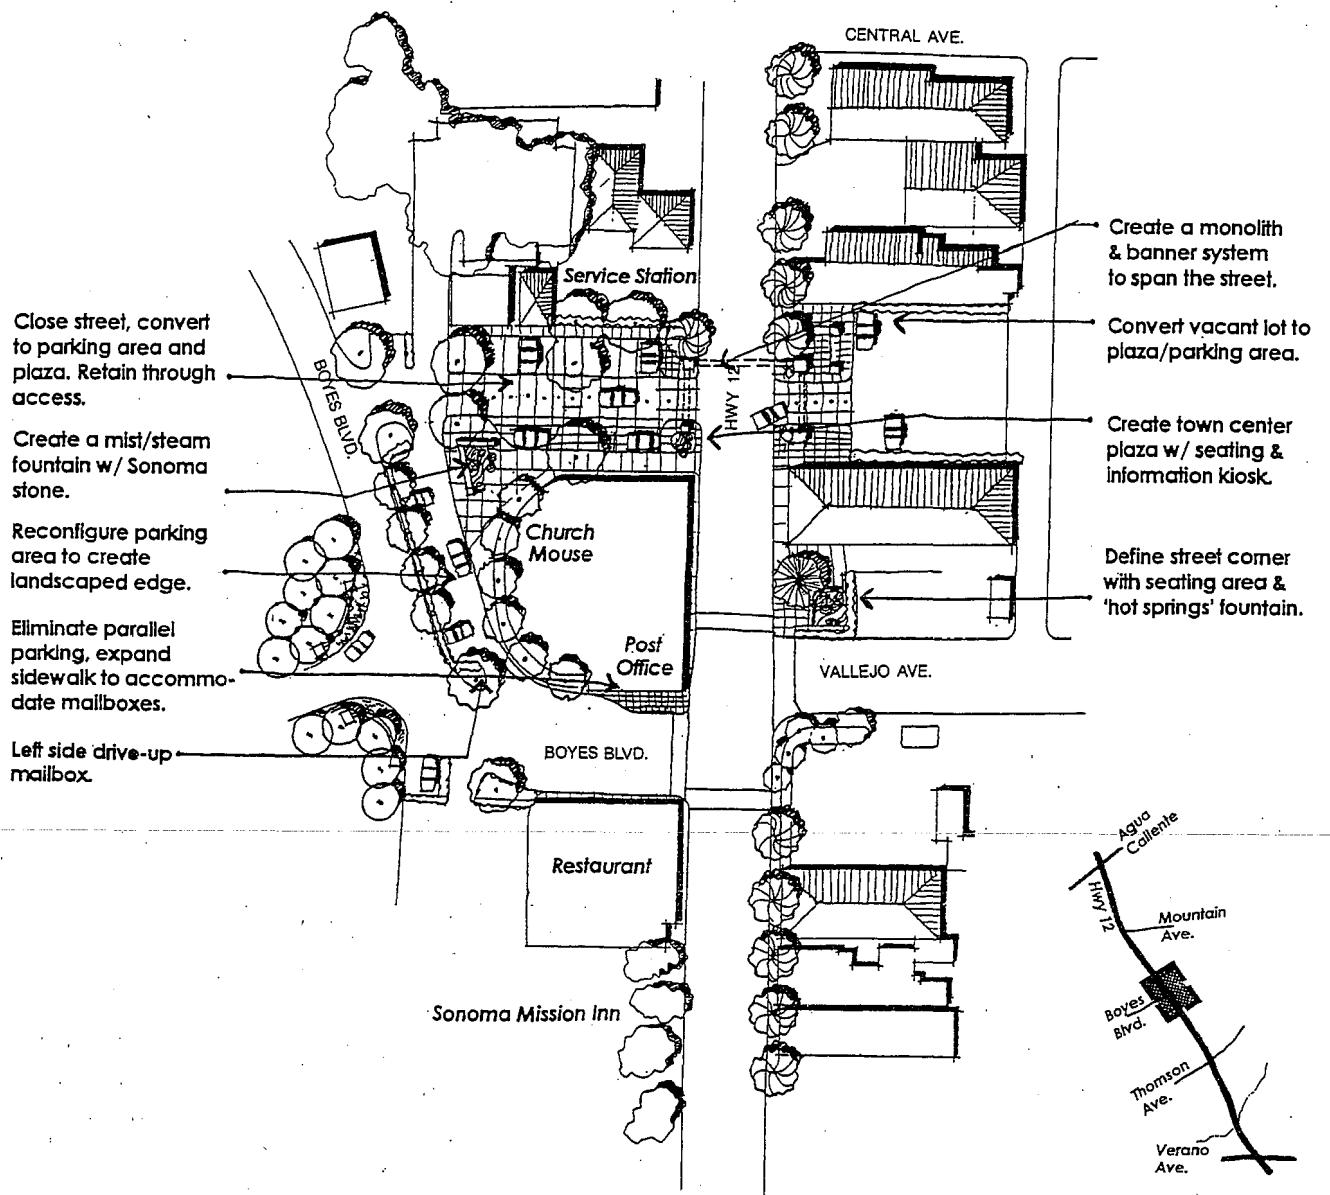 CENTRAL AVE.
Create a monolith
& banner system
to span the street.
Service Station
Close street, convert
to parking area and
plaza. Retain through
access.
Convert vacant lot to
plaza/parking area.
BOYES BLVD.
HWY 12
Create a mist/steam
fountain w/ Sonoma
stone.
Create town center
plaza w/ seating &
information kiosk.
Reconfigure parking
area to create
landscaped edge.
Church
Mouse
Define street corner
with seating area &
'hot springs' fountain.
Eliminate parallel
parking, expand
sidewalk to accommo-
date mailboxes.
Post
Office
VALLEJO AVE.
Left side drive-up
mailbox.
BOYES BLVD.
Restaurant
Sonoma Mission Inn
Agua
Caliente
HWY 12
Mountain
Ave.
Boyes
Blvd.
Thomson
Ave.
Verano
Ave.